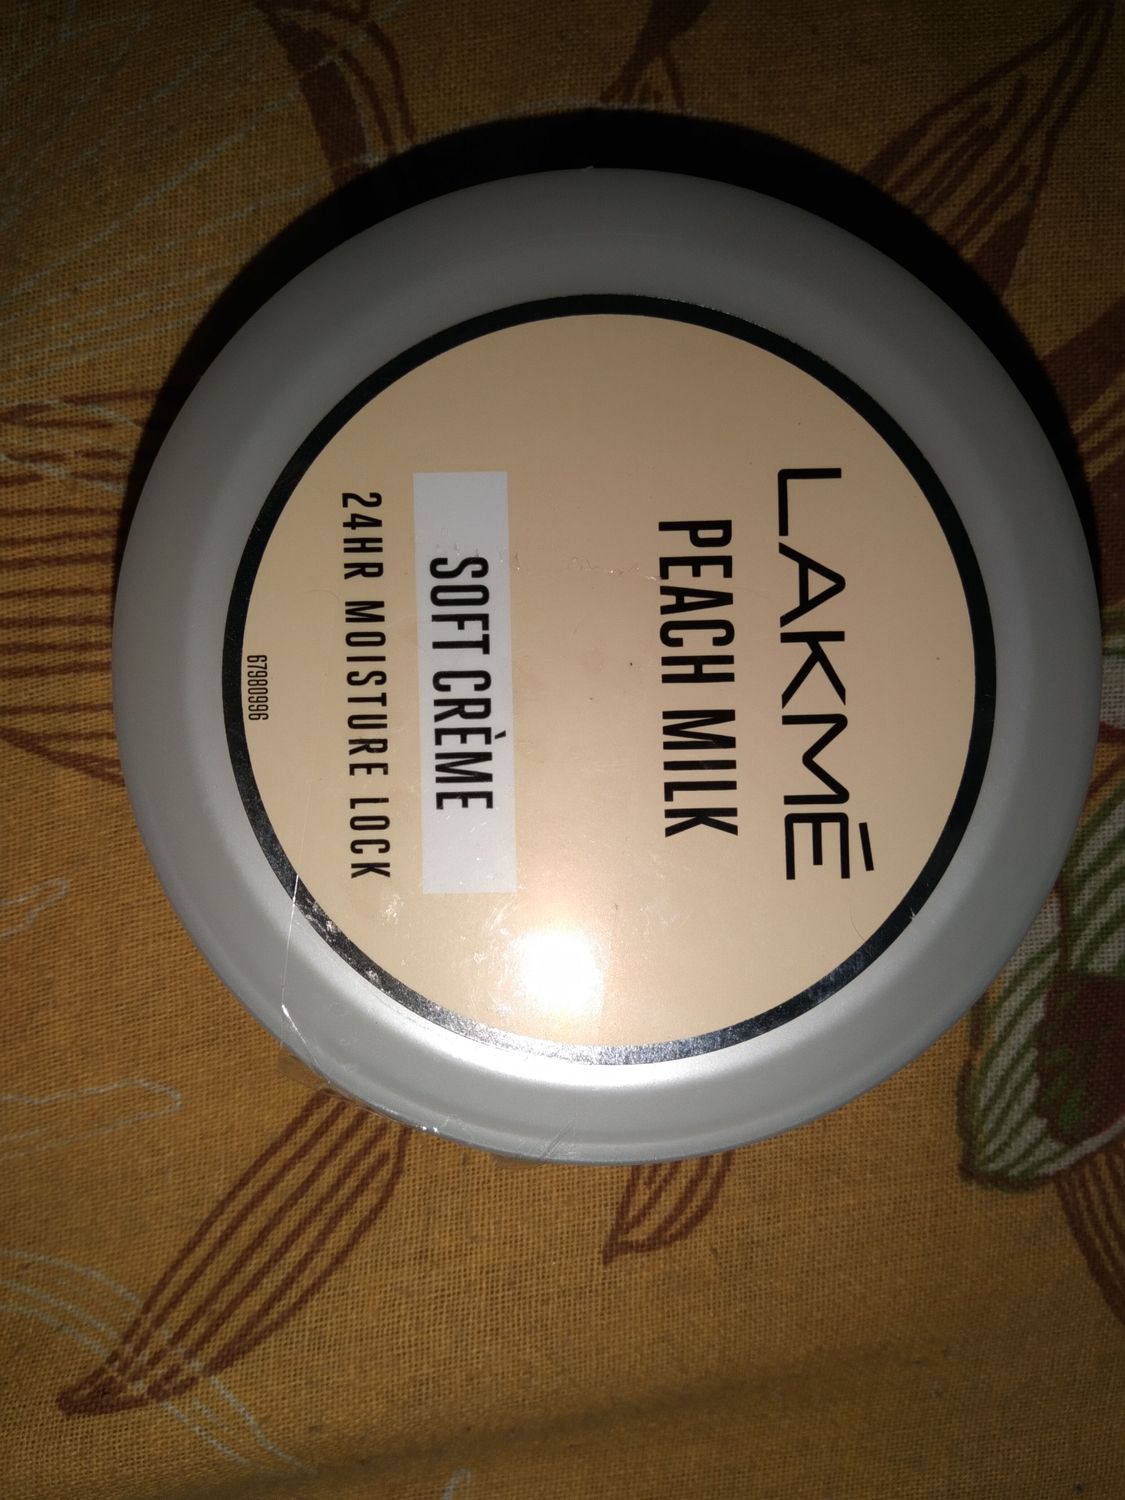 LAKMĒ
PEACH MILK
SOFT CRÈME
24HR MOISTURE LOCK
67980996